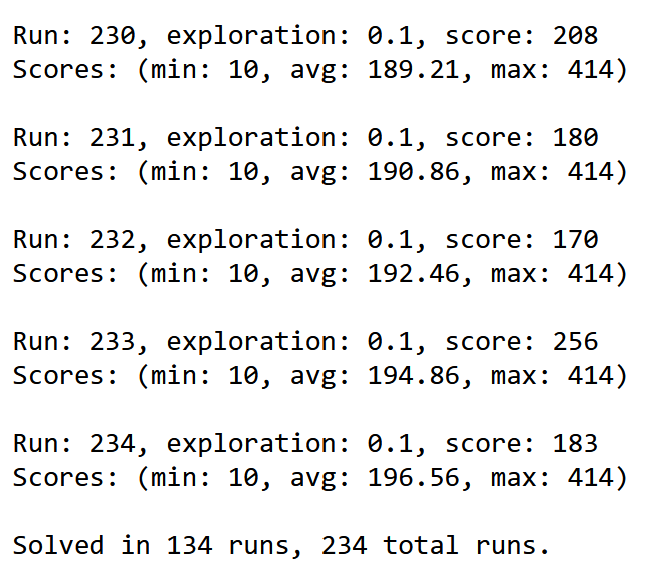 Run: 230, exploration: 0.1, score: 208
Scores: (min: 10, avg: 189.21, max: 414)
Run: 231, exploration: 0.1, score: 180
Scores: (min: 10, avg: 190.86, max: 414)
Run: 232, exploration: 0.1, score: 170
Scores: (min: 10, avg: 192.46, max: 414)
Run: 233, exploration: 0.1, score: 256
Scores: (min: 10, avg: 194.86, max: 414)
Run: 234, exploration: 0.1, score: 183
Scores: (min: 10, avg: 196.56, max: 414)
Solved in 134 runs, 234 total runs.